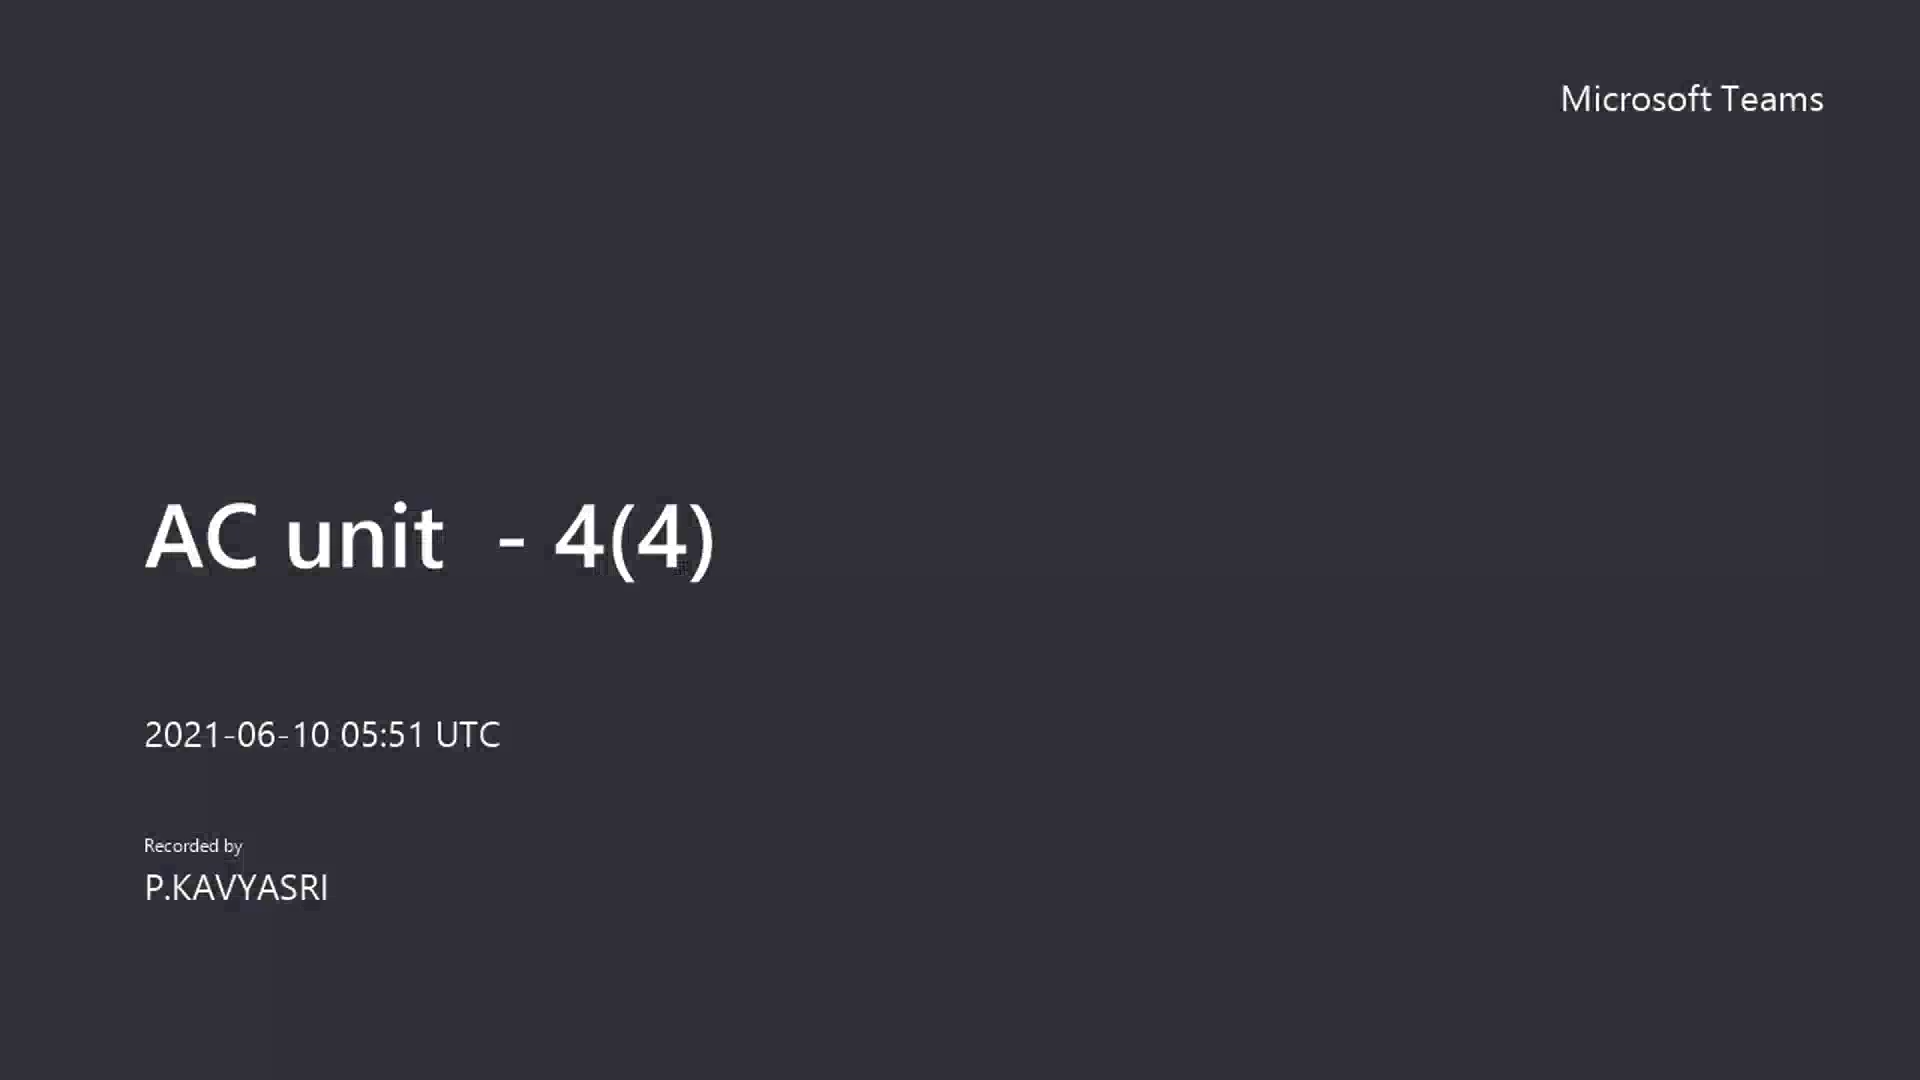 Microsoft Teams
AC unit  - 4(4)
2021-06-10 05:51 UTC
Recorded by
P.KAVYASRI